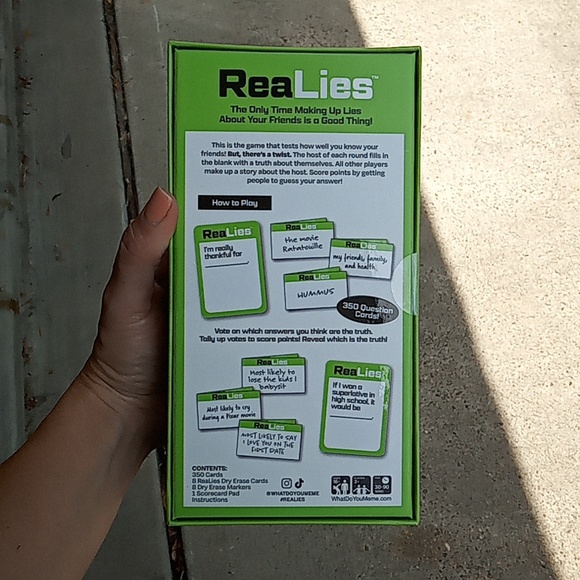 ReaLies™
The Only Time Making Up Lies
About Your Friends is a Good Thing!
This is the game that tests how well you know your
friends! But, there's a twist. The host of each round fills in
the blank with a truth about themselves. All other players
make up a story about the host. Score points by getting
people to guess your answer!
How to Play
ReaLies
I'm really
thankful for
ReaLies
the movie
Ratatouille
ReaLies
my friends, family,
and health.
ReaLies
HUMMUS
350 Question
Cards!
Vote on which answers you think are the truth.
Tally up votes to score points! Reveal which is the truth!
ReaLies
Most likely to
lose the kids I
babysit
ReaLies
Most likely to cry
during a Pixar movie
ReaLies
MOST LIKELY TO SAY
I LOVE YOU ON THE
FIRST DATE
ReaLies
If I won a
superlative in
high school, it
would be
CONTENTS:
350 Cards
8 ReaLies Dry Erase Cards
8 Dry Erase Markers
1 Scorecard Pad
Instructions
@WHATDOYOUMEME
#REALIES
30-90
WhatDoYouMeme.com